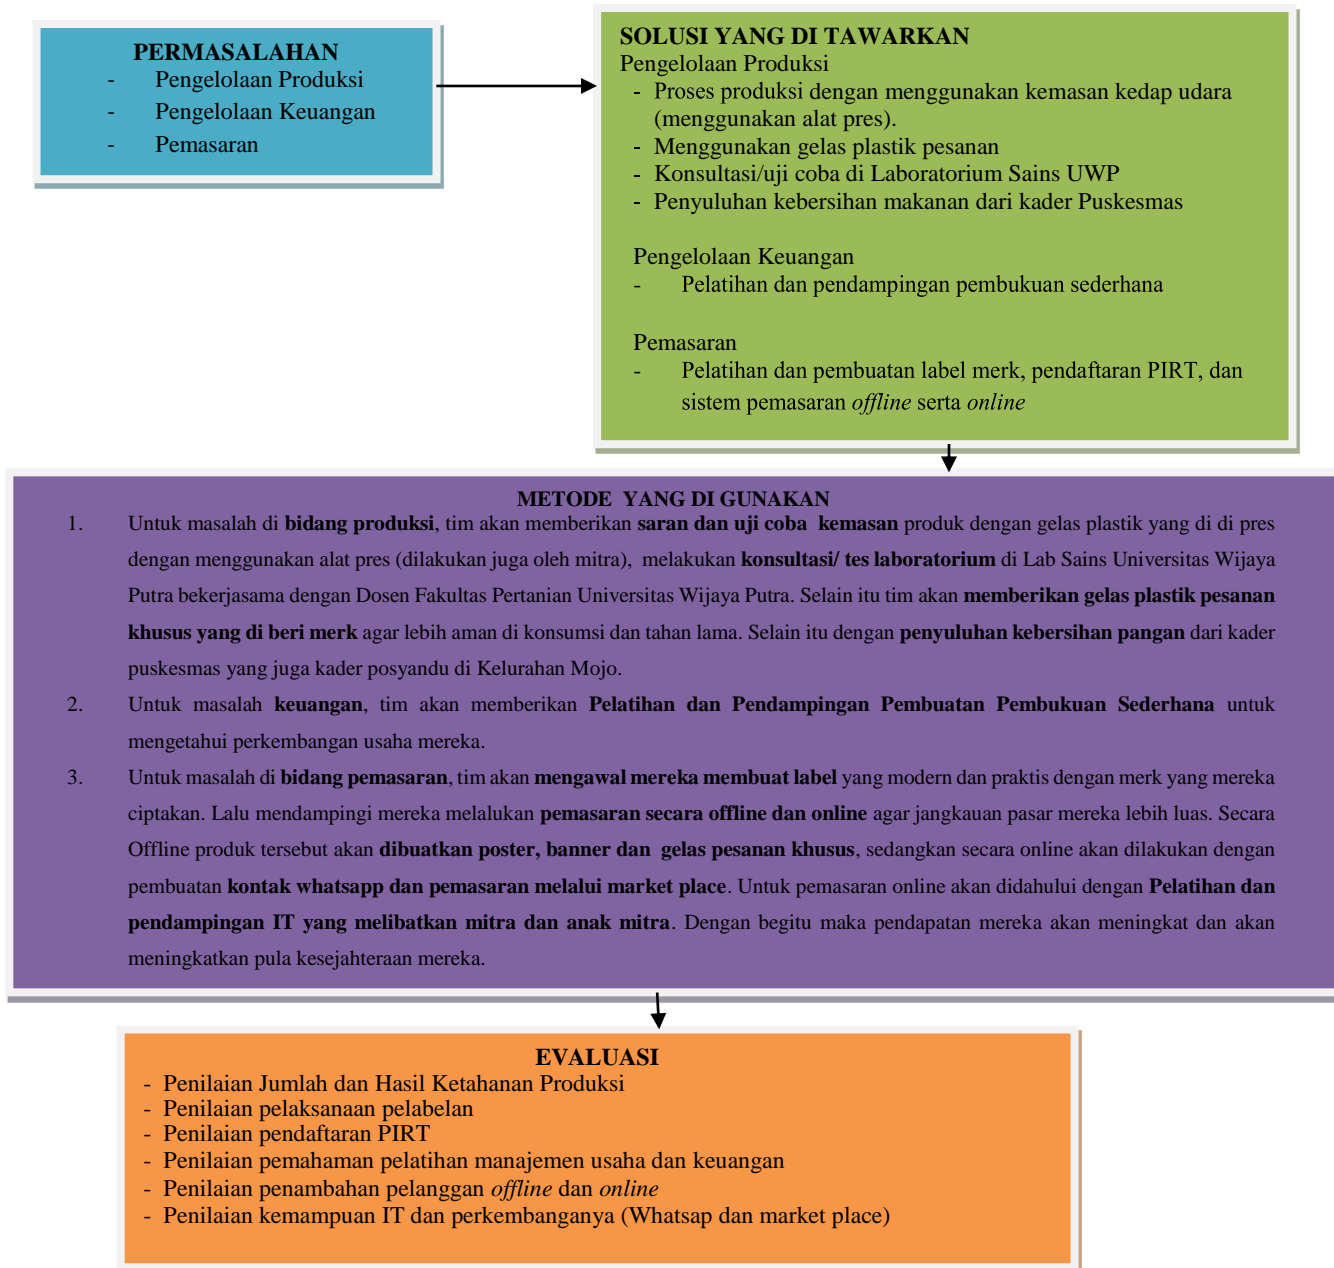 PERMASALAHAN
- Pengelolaan Produksi
- Pengelolaan Keuangan
- Pemasaran
SOLUSI YANG DI TAWARKAN
Pengelolaan Produksi
- Proses produksi dengan menggunakan kemasan kedap udara
(menggunakan alat pres).
- Menggunakan gelas plastik pesanan
- Konsultasi/uji coba di Laboratorium Sains UWP
- Penyuluhan kebersihan makanan dari kader Puskesmas
Pengelolaan Keuangan
- Pelatihan dan pendampingan pembukuan sederhana
Pemasaran
- Pelatihan dan pembuatan label merk, pendaftaran PIRT, dan
sistem pemasaran offline serta online
METODE YANG DI GUNAKAN
1. Untuk masalah di bidang produksi, tim akan memberikan saran dan uji coba kemasan produk dengan gelas plastik yang di di pres
dengan menggunakan alat pres (dilakukan juga oleh mitra), melakukan konsultasi/ tes laboratorium di Lab Sains Universitas Wijaya
Putra bekerjasama dengan Dosen Fakultas Pertanian Universitas Wijaya Putra. Selain itu tim akan memberikan gelas plastik pesanan
khusus yang di beri merk agar lebih aman di konsumsi dan tahan lama. Selain itu dengan penyuluhan kebersihan pangan dari kader
puskesmas yang juga kader posyandu di Kelurahan Mojo.
2. Untuk masalah keuangan, tim akan memberikan Pelatihan dan Pendampingan Pembuatan Pembukuan Sederhana untuk
mengetahui perkembangan usaha mereka.
3. Untuk masalah di bidang pemasaran, tim akan mengawal mereka membuat label yang modern dan praktis dengan merk yang mereka
ciptakan. Lalu mendampingi mereka melalukan pemasaran secara offline dan online agar jangkauan pasar mereka lebih luas. Secara
Offline produk tersebut akan dibuatkan poster, banner dan gelas pesanan khusus, sedangkan secara online akan dilakukan dengan
pembuatan kontak whatsapp dan pemasaran melalui market place. Untuk pemasaran online akan didahului dengan Pelatihan dan
pendampingan IT yang melibatkan mitra dan anak mitra. Dengan begitu maka pendapatan mereka akan meningkat dan akan
meningkatkan pula kesejahteraan mereka.
EVALUASI
- Penilaian Jumlah dan Hasil Ketahanan Produksi
- Penilaian pelaksanaan pelabelan
- Penilaian pendaftaran PIRT
- Penilaian pemahaman pelatihan manajemen usaha dan keuangan
- Penilaian penambahan pelanggan offline dan online
- Penilaian kemampuan IT dan perkembanganya (Whatsap dan market place)